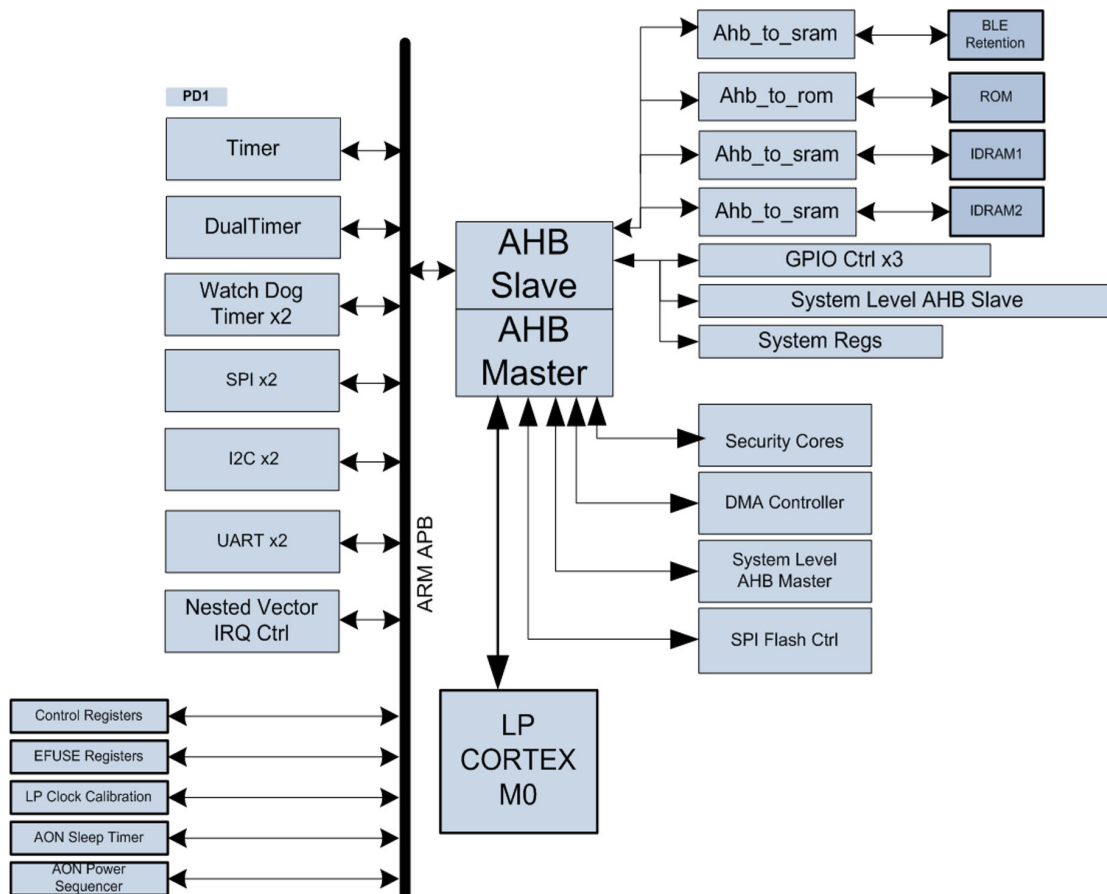 PD1
Timer
DualTimer
Watch Dog
Timer x2
SPI x2
I2C x2
UART x2
Nested Vector
IRQ Ctrl
Control Registers
EFUSE Registers
LP Clock Calibration
AON Sleep Timer
AON Power
Sequencer
ARM APB
AHB
Slave
AHB
Master
LP
CORTEX
M0
Ahb_to_sram
BLE
Retention
Ahb_to_rom
ROM
Ahb_to_sram
IDRAM1
Ahb_to_sram
IDRAM2
GPIO Ctrl x3
System Level AHB Slave
System Regs
Security Cores
DMA Controller
System Level
AHB Master
SPI Flash Ctrl